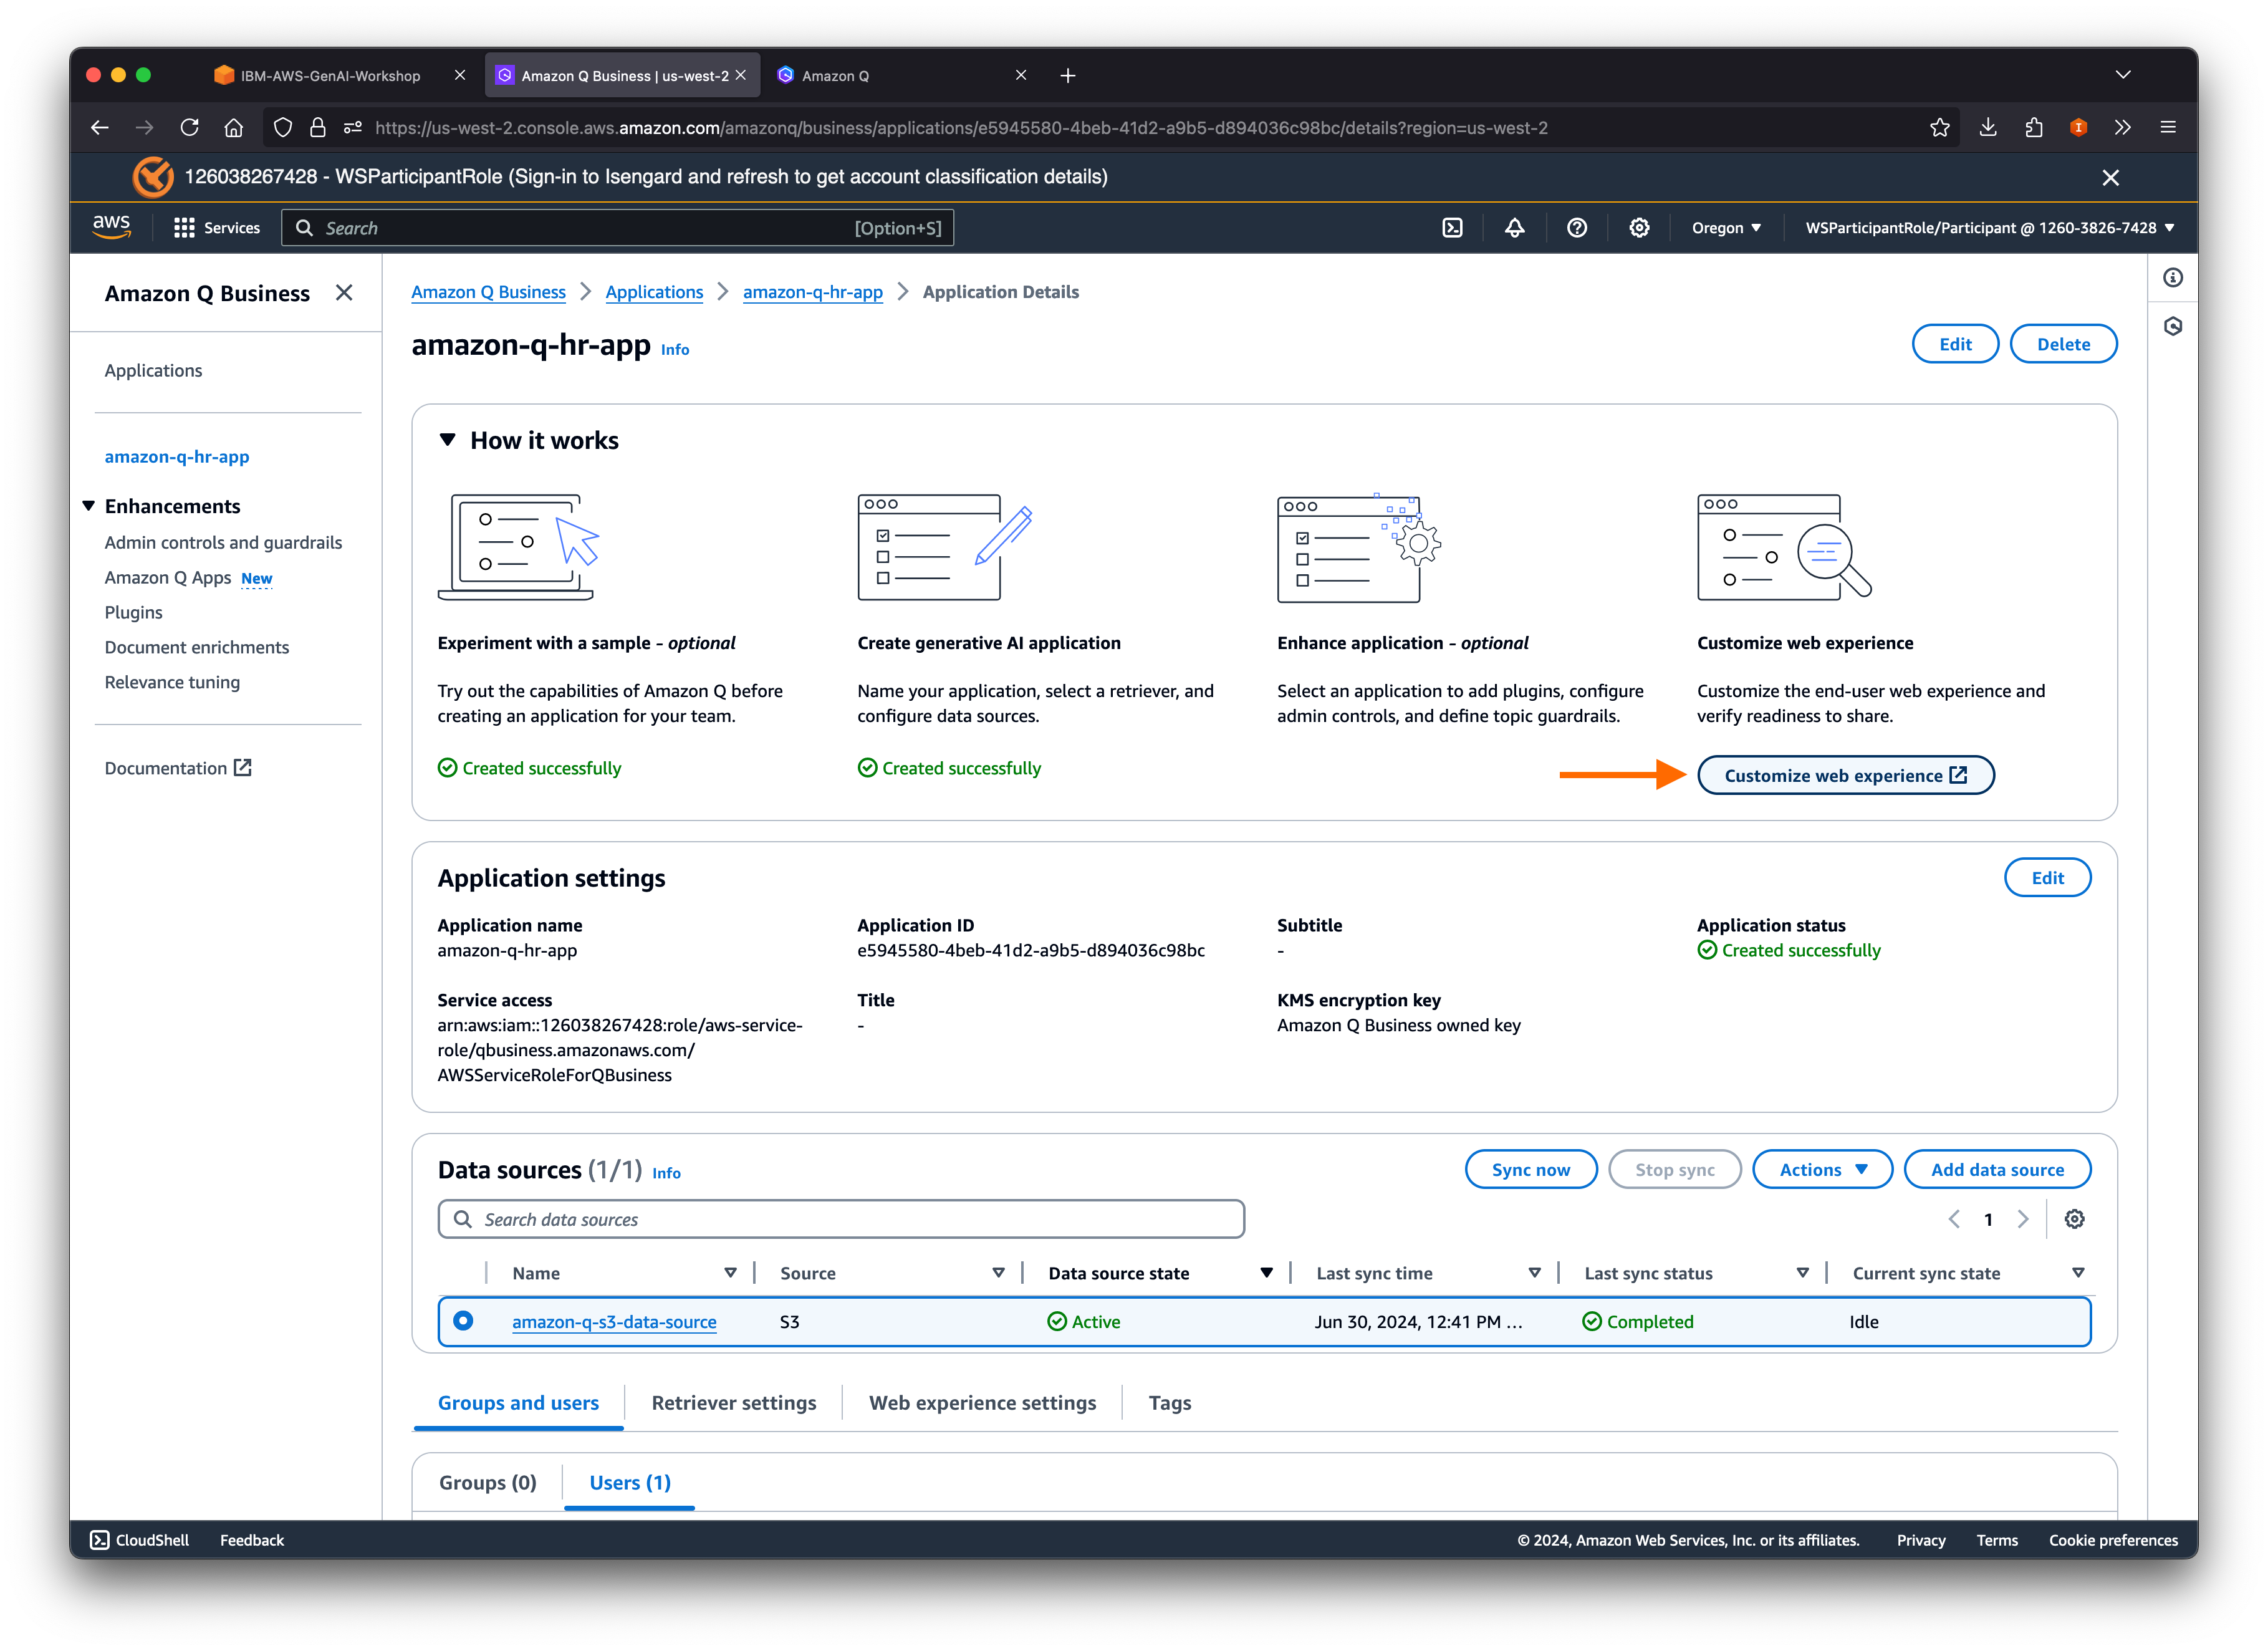 IBM-AWS-GenAI-Workshop
Amazon Q Business | us-west-2
Amazon Q
https://us-west-2.console.aws.amazon.com/amazonq/business/applications/e5945580-4beb-41d2-a9b5-d894036c98bc/details?region=us-west-2
126038267428 - WSParticipantRole (Sign-in to Isengard and refresh to get account classification details)
aws
Services
Search
[Option+S]
Oregon
WSParticipantRole/Participant @ 1260-3826-7428
Amazon Q Business
Applications
amazon-q-hr-app
Enhancements
Admin controls and guardrails
Amazon Q Apps New
Plugins
Document enrichments
Relevance tuning
Documentation
Amazon Q Business
Applications
amazon-q-hr-app
Application Details
amazon-q-hr-app Info
Edit
Delete
How it works
Experiment with a sample - optional
Try out the capabilities of Amazon Q before
creating an application for your team.
Created successfully
Create generative AI application
Name your application, select a retriever, and
configure data sources.
Created successfully
Enhance application - optional
Select an application to add plugins, configure
admin controls, and define topic guardrails.
Customize web experience
Customize the end-user web experience and
verify readiness to share.
Customize web experience
Application settings
Edit
Application name
amazon-q-hr-app
Application ID
e5945580-4beb-41d2-a9b5-d894036c98bc
Subtitle
-
Application status
Created successfully
Service access
arn:aws:iam::126038267428:role/aws-service-
role/qbusiness.amazonaws.com/
AWSServiceRoleForQBusiness
Title
-
KMS encryption key
Amazon Q Business owned key
Data sources (1/1) Info
Sync now
Stop sync
Actions
Add data source
Search data sources
1
Name
Source
Data source state
Last sync time
Last sync status
Current sync state
amazon-q-s3-data-source
S3
Active
Jun 30, 2024, 12:41 PM ...
Completed
Idle
Groups and users
Retriever settings
Web experience settings
Tags
Groups (0)
Users (1)
CloudShell
Feedback
© 2024, Amazon Web Services, Inc. or its affiliates.
Privacy
Terms
Cookie preferences